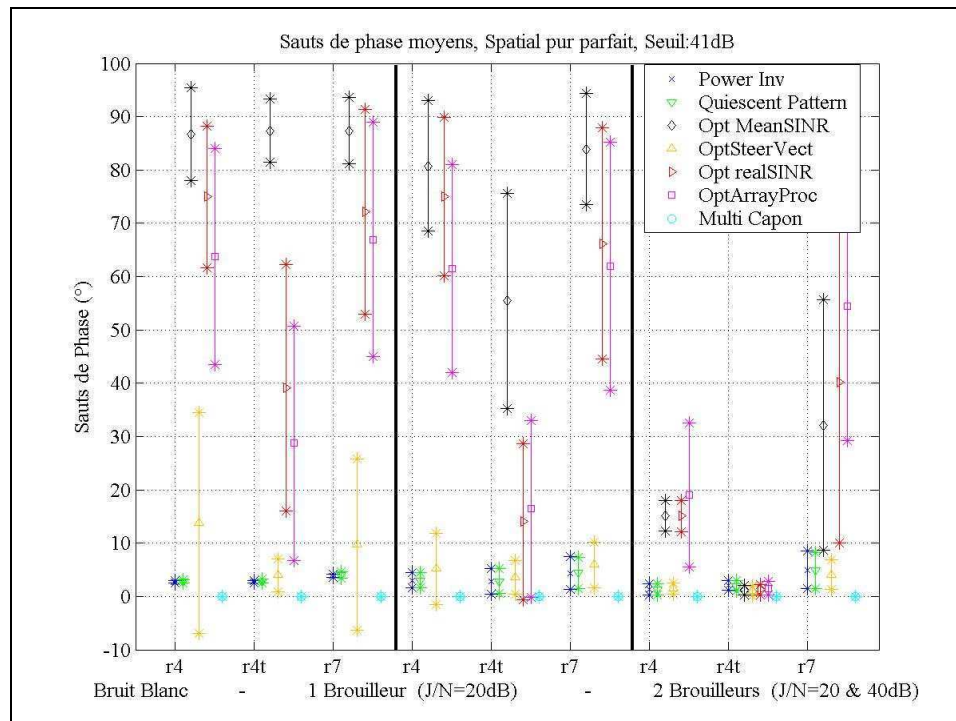 Sauts de phase moyens, Spatial pur parfait, Seuil:41dB
Sauts de Phase (°)
100
90
80
70
60
50
40
30
20
10
0
-10
Power Inv
Quiescent Pattern
Opt MeanSINR
OptSteerVect
Opt realSINR
OptArrayProc
Multi Capon
r4 r4t r7 r4 r4t r7 r4 r4t r7
Bruit Blanc - 1 Brouilleur (J/N=20dB) - 2 Brouilleurs (J/N=20 & 40dB)